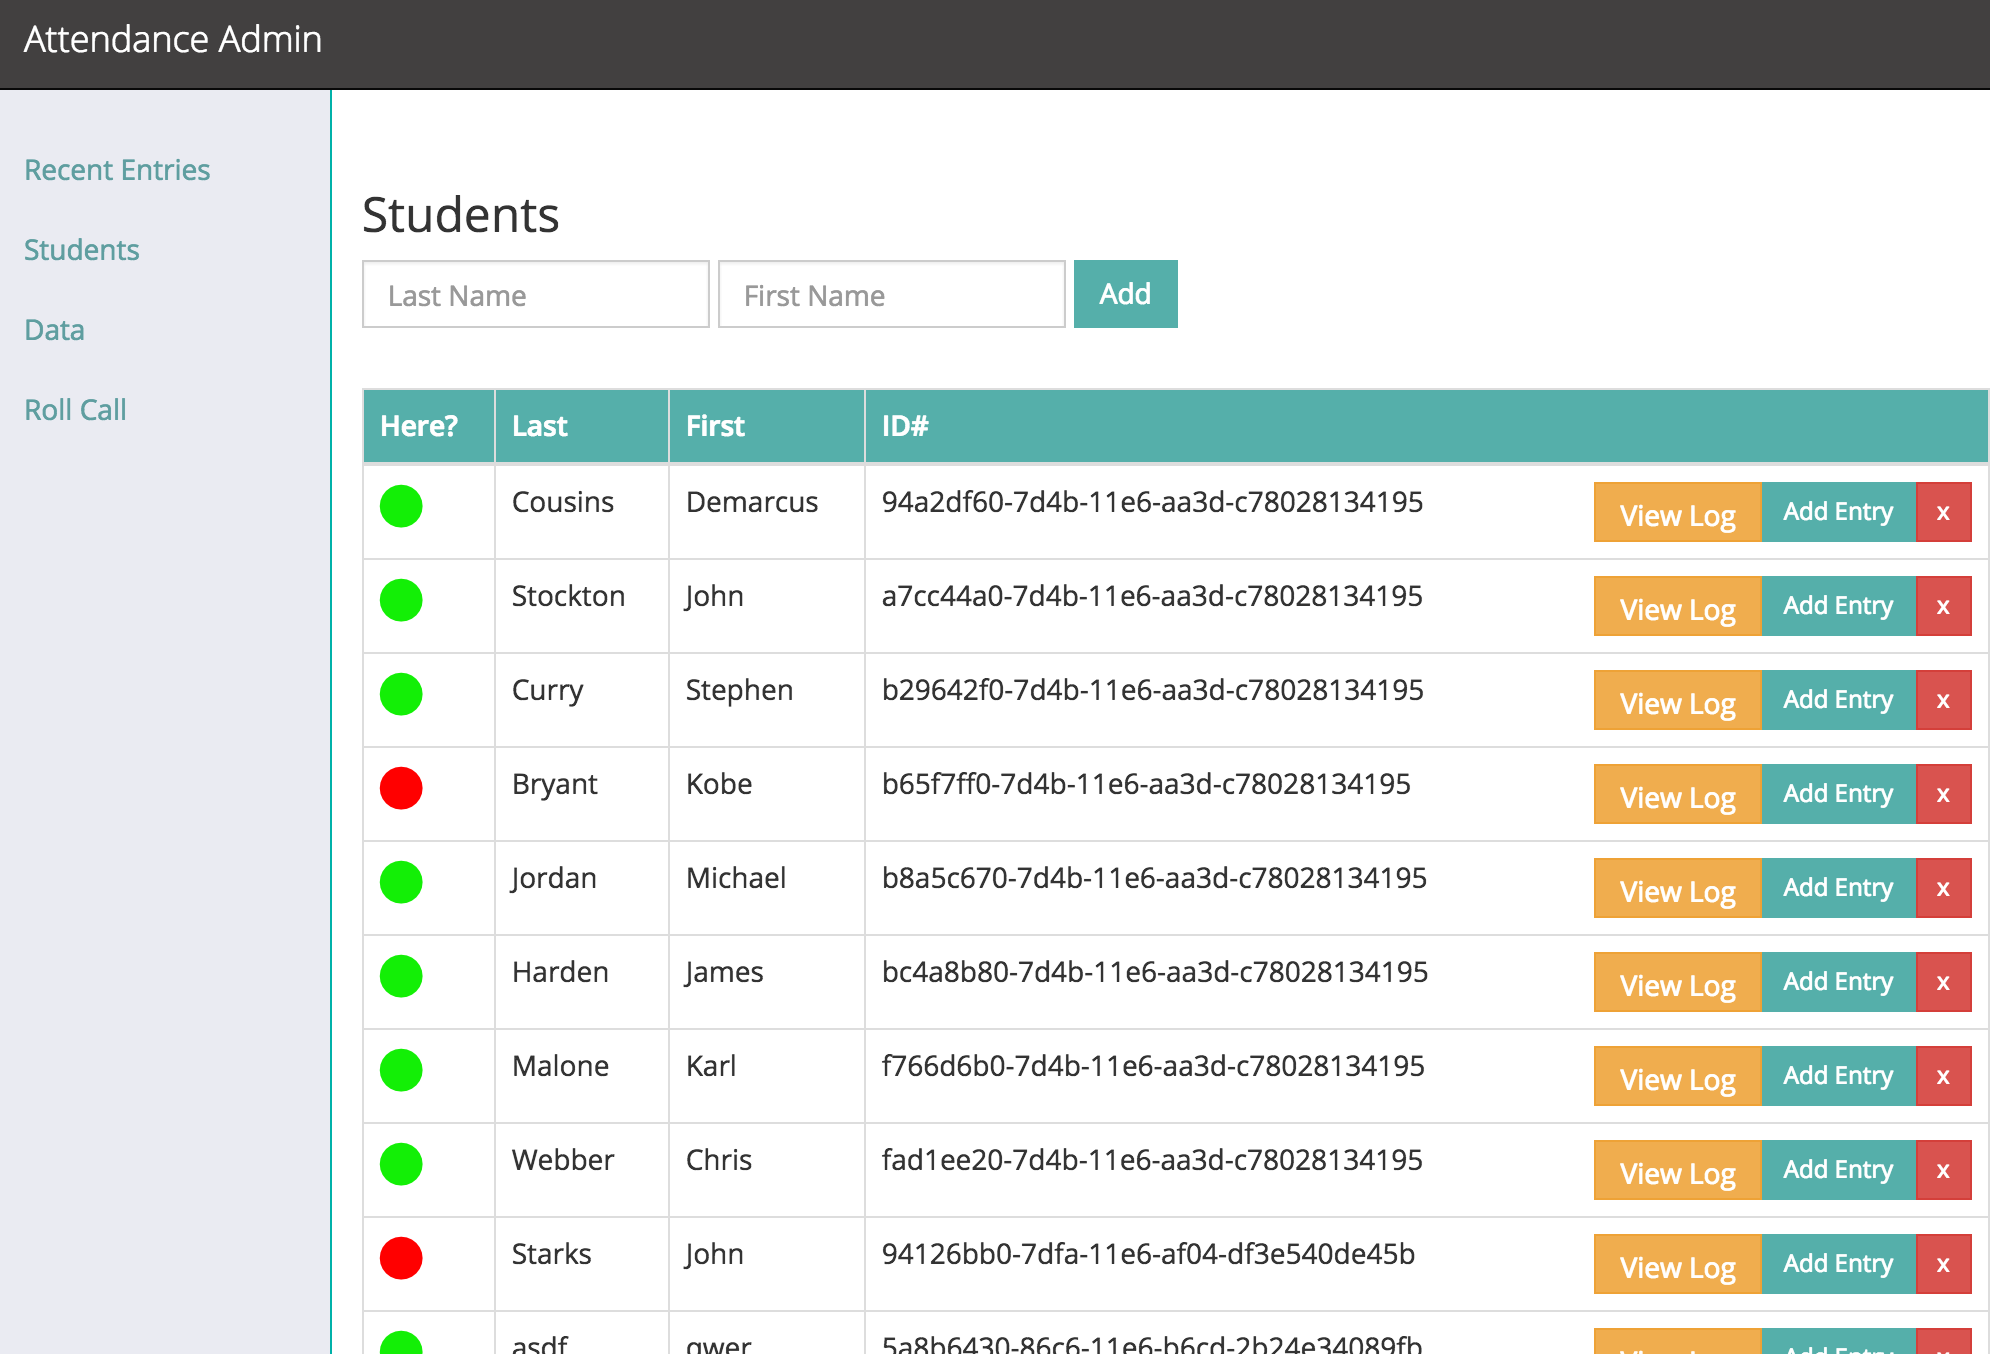 Attendance Admin
Recent Entries
Students
Data
Roll Call
Students
Last Name First Name Add
Here? Last First ID#
Cousins Demarcus 94a2df60-7d4b-11e6-aa3d-c78028134195 View Log Add Entry x
Stockton John a7cc44a0-7d4b-11e6-aa3d-c78028134195 View Log Add Entry x
Curry Stephen b29642f0-7d4b-11e6-aa3d-c78028134195 View Log Add Entry x
Bryant Kobe b65f7ff0-7d4b-11e6-aa3d-c78028134195 View Log Add Entry x
Jordan Michael b8a5c670-7d4b-11e6-aa3d-c78028134195 View Log Add Entry x
Harden James bc4a8b80-7d4b-11e6-aa3d-c78028134195 View Log Add Entry x
Malone Karl f766d6b0-7d4b-11e6-aa3d-c78028134195 View Log Add Entry x
Webber Chris fad1ee20-7d4b-11e6-aa3d-c78028134195 View Log Add Entry x
Starks John 94126bb0-7dfa-11e6-af04-df3e540de45b View Log Add Entry x
asdf qwer 5a8b6430-86c6-11e6-b6cd-2b24e34089fb View Log Add Entry x